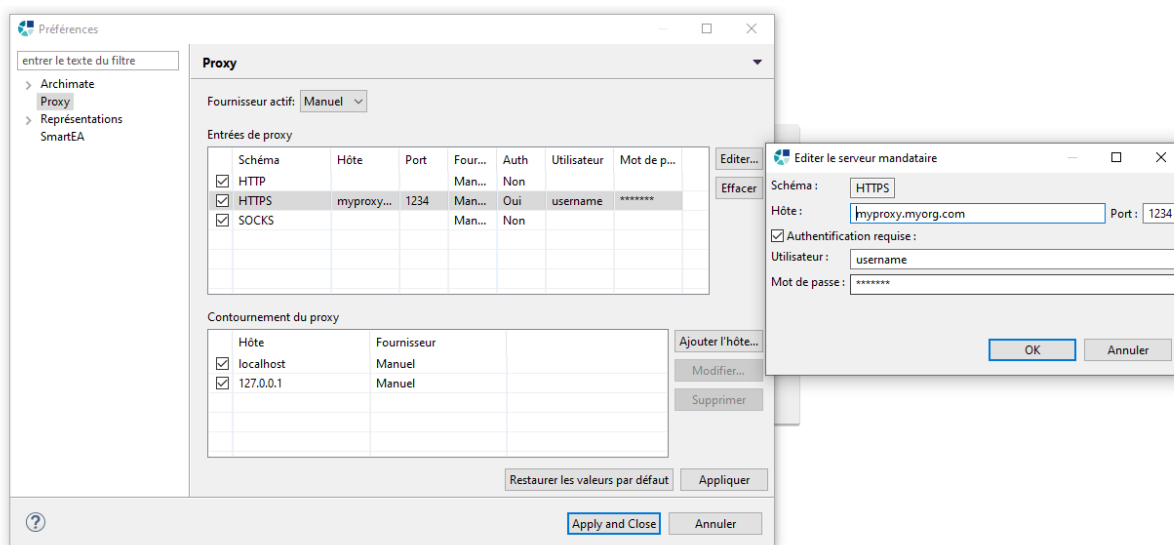 Préférences
entrer le texte du filtre
Archimate
Proxy
Représentations
SmartEA
Proxy
Fournisseur actif: Manuel
Entrées de proxy
Schéma Hôte Port Four... Auth Utilisateur Mot de p...
HTTP Man... Non
HTTPS myproxy... 1234 Man... Oui username *******
SOCKS Man... Non
Editer...
Effacer
Contournement du proxy
Hôte Fournisseur
localhost Manuel
127.0.0.1 Manuel
Ajouter l'hôte...
Modifier...
Supprimer
Restaurer les valeurs par défaut Appliquer
? Apply and Close Annuler
Editer le serveur mandataire
Schéma : HTTPS
Hôte : myproxy.myorg.com Port : 1234
Authentification requise :
Utilisateur : username
Mot de passe : *******
OK Annuler